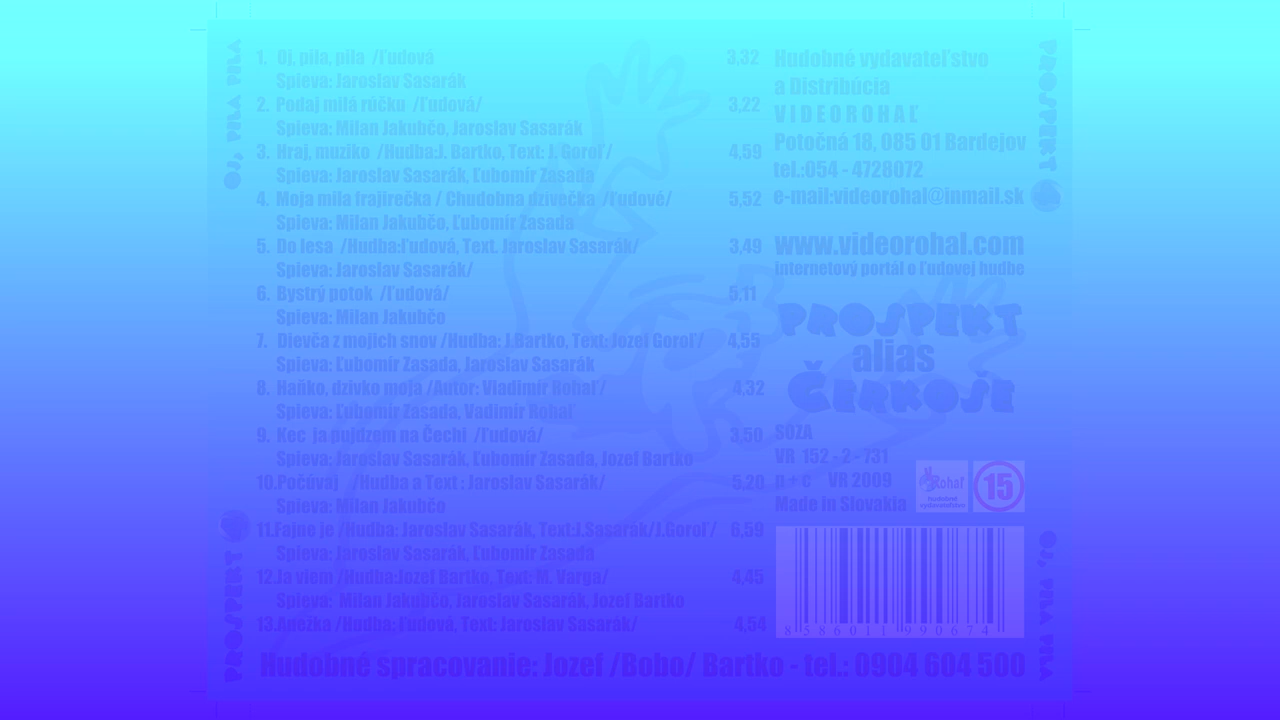 OJ, PILA PILA
PROSPEKT
1. Oj, pila, pila /ľudová 3,32
Spieva: Jaroslav Sasarák
2. Podaj milá rúčku /ľudová/ 3,22
Spieva: Milan Jakubčo, Jaroslav Sasarák
3. Hraj, muziko /Hudba:J. Bartko, Text: J. Goroľ/ 4,59
Spieva: Jaroslav Sasarák, Ľubomír Zasada
4. Moja mila frajirečka / Chudobna dzivečka /ľudové/ 5,52
Spieva: Milan Jakubčo, Ľubomír Zasada
5. Do lesa /Hudba:ľudová, Text. Jaroslav Sasarák/ 3,49
Spieva: Jaroslav Sasarák/
6. Bystrý potok /ľudová/ 5,11
Spieva: Milan Jakubčo
7. Dievča z mojich snov /Hudba: J.Bartko, Text: Jozef Goroľ/ 4,55
Spieva: Ľubomír Zasada, Jaroslav Sasarák
8. Haňko, dzivko moja /Autor: Vladimír Rohaľ/ 4,32
Spieva: Ľubomír Zasada, Vadimír Rohaľ
9. Kec ja pujdzem na Čechi /ľudová/ 3,50
Spieva: Jaroslav Sasarák, Ľubomír Zasada, Jozef Bartko
10.Počúvaj /Hudba a Text : Jaroslav Sasarák/ 5,20
Spieva: Milan Jakubčo
11.Fajno je /Hudba: Jaroslav Sasarák, Text:J.Sasarák/J.Goroľ/ 6,59
Spieva: Jaroslav Sasarák, Ľubomír Zasada
12.Ja viem /Hudba:Jozef Bartko, Text: M. Varga/ 4,45
Spieva: Milan Jakubčo, Jaroslav Sasarák, Jozef Bartko
13.Anežka /Hudba: ľudová, Text: Jaroslav Sasarák/ 4,54
Hudobné vydavateľstvo
a Distribúcia
VIDEOROHAĽ
Potočná 18, 085 01 Bardejov
tel.:054 - 4728072
e-mail:videorohal@inmail.sk
www.videorohal.com
internetový portál o ľudovej hudbe
PROSPEKT
alias
ČERKOŠE
SOZA
VR 152 - 2 - 731
p + c VR 2009
Made in Slovakia
Rohaľ
hudobné
vydavateľstvo
15
8 586011 990674
Hudobné spracovanie: Jozef /Bobo/ Bartko - tel.: 0904 604 500
PROSPEKT
OJ, PILA PILA